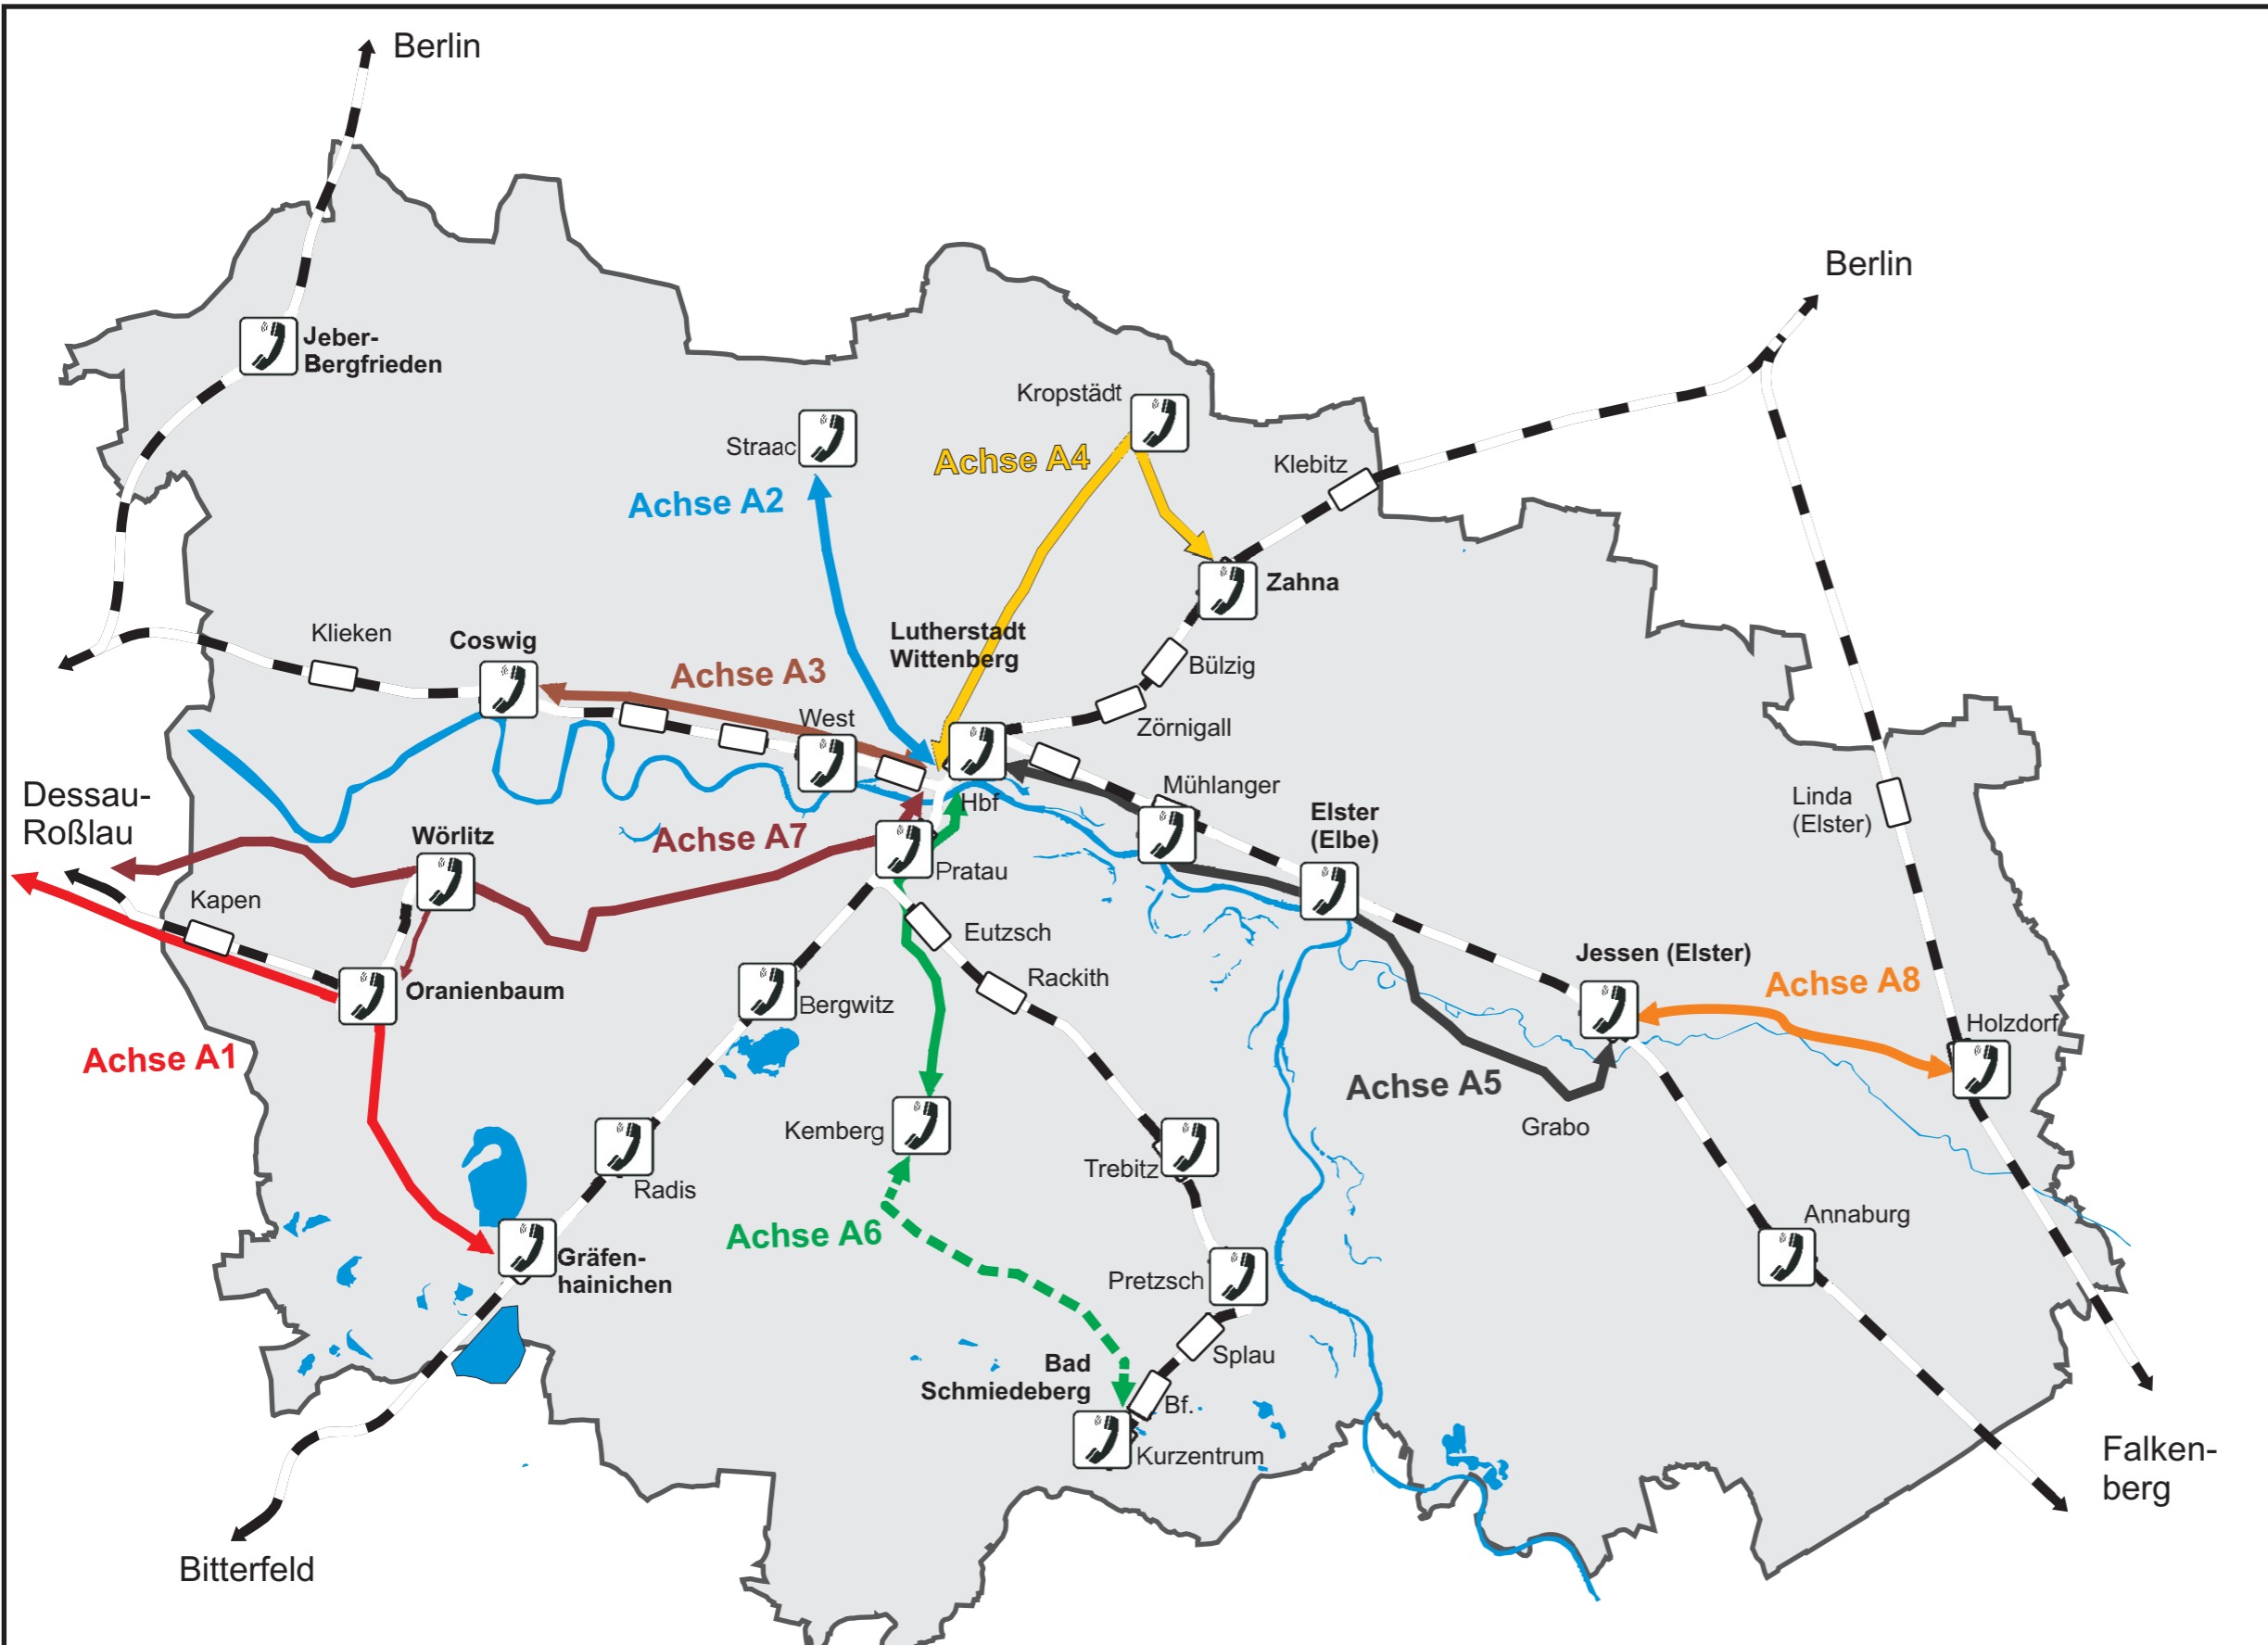 Berlin
Berlin
Jeber-
Bergfrieden
Kropstädt
Straac
Achse A4
Klebitz
Achse A2
Zahna
Klieken
Coswig
Lutherstadt
Wittenberg
Achse A3
Bülzig
West
Zörnigall
Dessau-
Roßlau
Mühlanger
Hbf
Elster
(Elbe)
Linda
(Elster)
Wörlitz
Achse A7
Pratau
Kapen
Eutzsch
Jessen (Elster)
Rackith
Achse A8
Oranienbaum
Bergwitz
Holzdorf
Achse A1
Achse A5
Grabo
Kemberg
Trebitz
Radis
Annaburg
Achse A6
Gräfen-
hainichen
Pretzsch
Splau
Bad
Schmiedeberg
Bf.
Kurzentrum
Falken-
berg
Bitterfeld